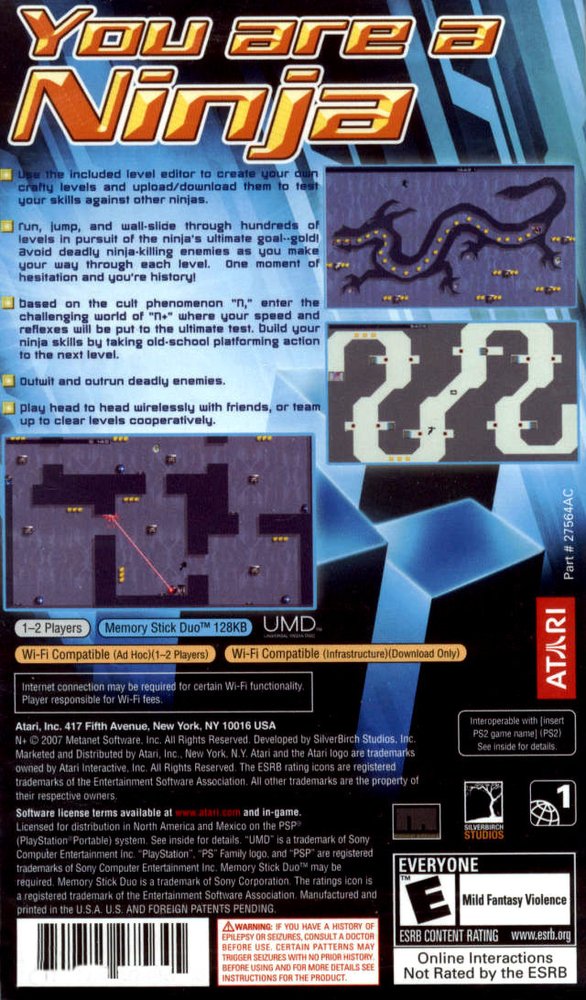 You are a
Ninja
Use the included level editor to create your own
crafty levels and upload/download them to test
your skills against other ninjas.
run, jump, and wall-slide through hundreds of
levels in pursuit of the ninja's ultimate goal--gold!
Avoid deadly ninja-killing enemies as you make
your way through each level. One moment of
hesitation and you're history!
Based on the cult phenomenon "N," enter the
challenging world of "N+" where your speed and
reflexes will be put to the ultimate test. Build your
ninja skills by taking old-school platforming action
to the next level.
Outwit and outrun deadly enemies.
Play head to head wirelessly with friends, or team
up to clear levels cooperatively.
Part # 27564AC
1-2 Players
Memory Stick Duo™ 128KB
UMD™
UNIVERSAL MEDIA DISC
Wi-Fi Compatible (Ad Hoc)(1-2 Players)
Wi-Fi Compatible (Infrastructure)(Download Only)
ATARI
Internet connection may be required for certain Wi-Fi functionality.
Player responsible for Wi-Fi fees.
Interoperable with [insert
PS2 game name] (PS2)
See inside for details.
Atari, Inc. 417 Fifth Avenue, New York, NY 10016 USA
N+ © 2007 Metanet Software, Inc. All Rights Reserved. Developed by SilverBirch Studios, Inc.
Marketed and Distributed by Atari, Inc., New York, N.Y. Atari and the Atari logo are trademarks
owned by Atari Interactive, Inc. All Rights Reserved. The ESRB rating icons are registered
trademarks of the Entertainment Software Association. All other trademarks are the property of
their respective owners.
Software license terms available at www.atari.com and in-game.
Licensed for distribution in North America and Mexico on the PSP®
(PlayStation®Portable) system. See inside for details. "UMD" is a trademark of Sony
Computer Entertainment Inc. "PlayStation", "PS" Family logo, and "PSP" are registered
trademarks of Sony Computer Entertainment Inc. Memory Stick Duo™ may be
required. Memory Stick Duo is a trademark of Sony Corporation. The ratings icon is
a registered trademark of the Entertainment Software Association. Manufactured and
printed in the U.S.A. U.S. AND FOREIGN PATENTS PENDING.
SILVERBIRCH
STUDIOS
1
EVERYONE
E
Mild Fantasy Violence
ESRB CONTENT RATING www.esrb.org
Online Interactions
Not Rated by the ESRB
WARNING: IF YOU HAVE A HISTORY OF
EPILEPSY OR SEIZURES, CONSULT A DOCTOR
BEFORE USE. CERTAIN PATTERNS MAY
TRIGGER SEIZURES WITH NO PRIOR HISTORY.
BEFORE USING AND FOR MORE DETAILS SEE
INSTRUCTIONS FOR THE PRODUCT.